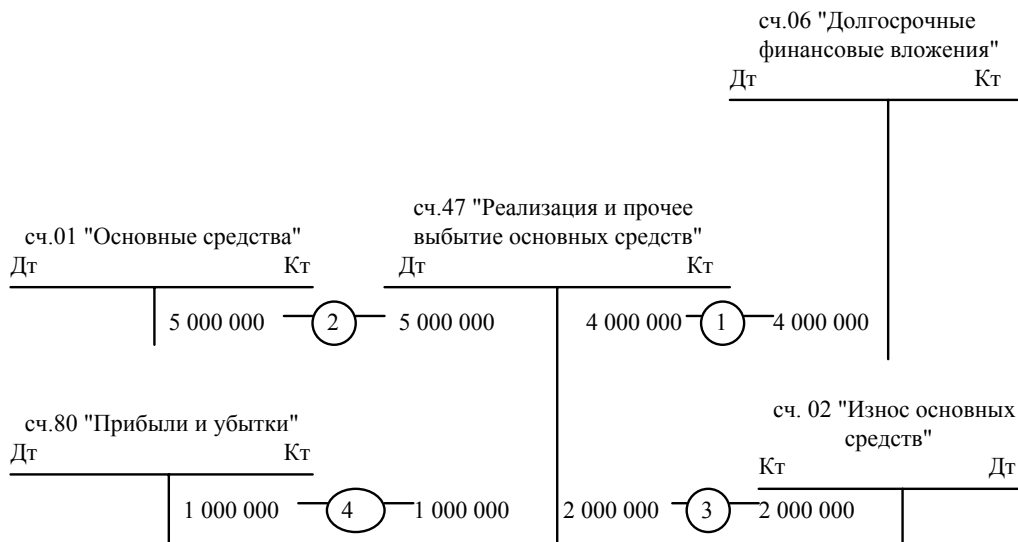 сч.06 "Долгосрочные
финансовые вложения"
Дт Кт
сч.01 "Основные средства"
Дт Кт
сч.47 "Реализация и прочее
выбытие основных средств"
Дт Кт
5 000 000 2 5 000 000 4 000 000 1 4 000 000
сч.80 "Прибыли и убытки"
Дт Кт
сч. 02 "Износ основных
средств"
Кт Дт
1 000 000 4 1 000 000 2 000 000 3 2 000 000